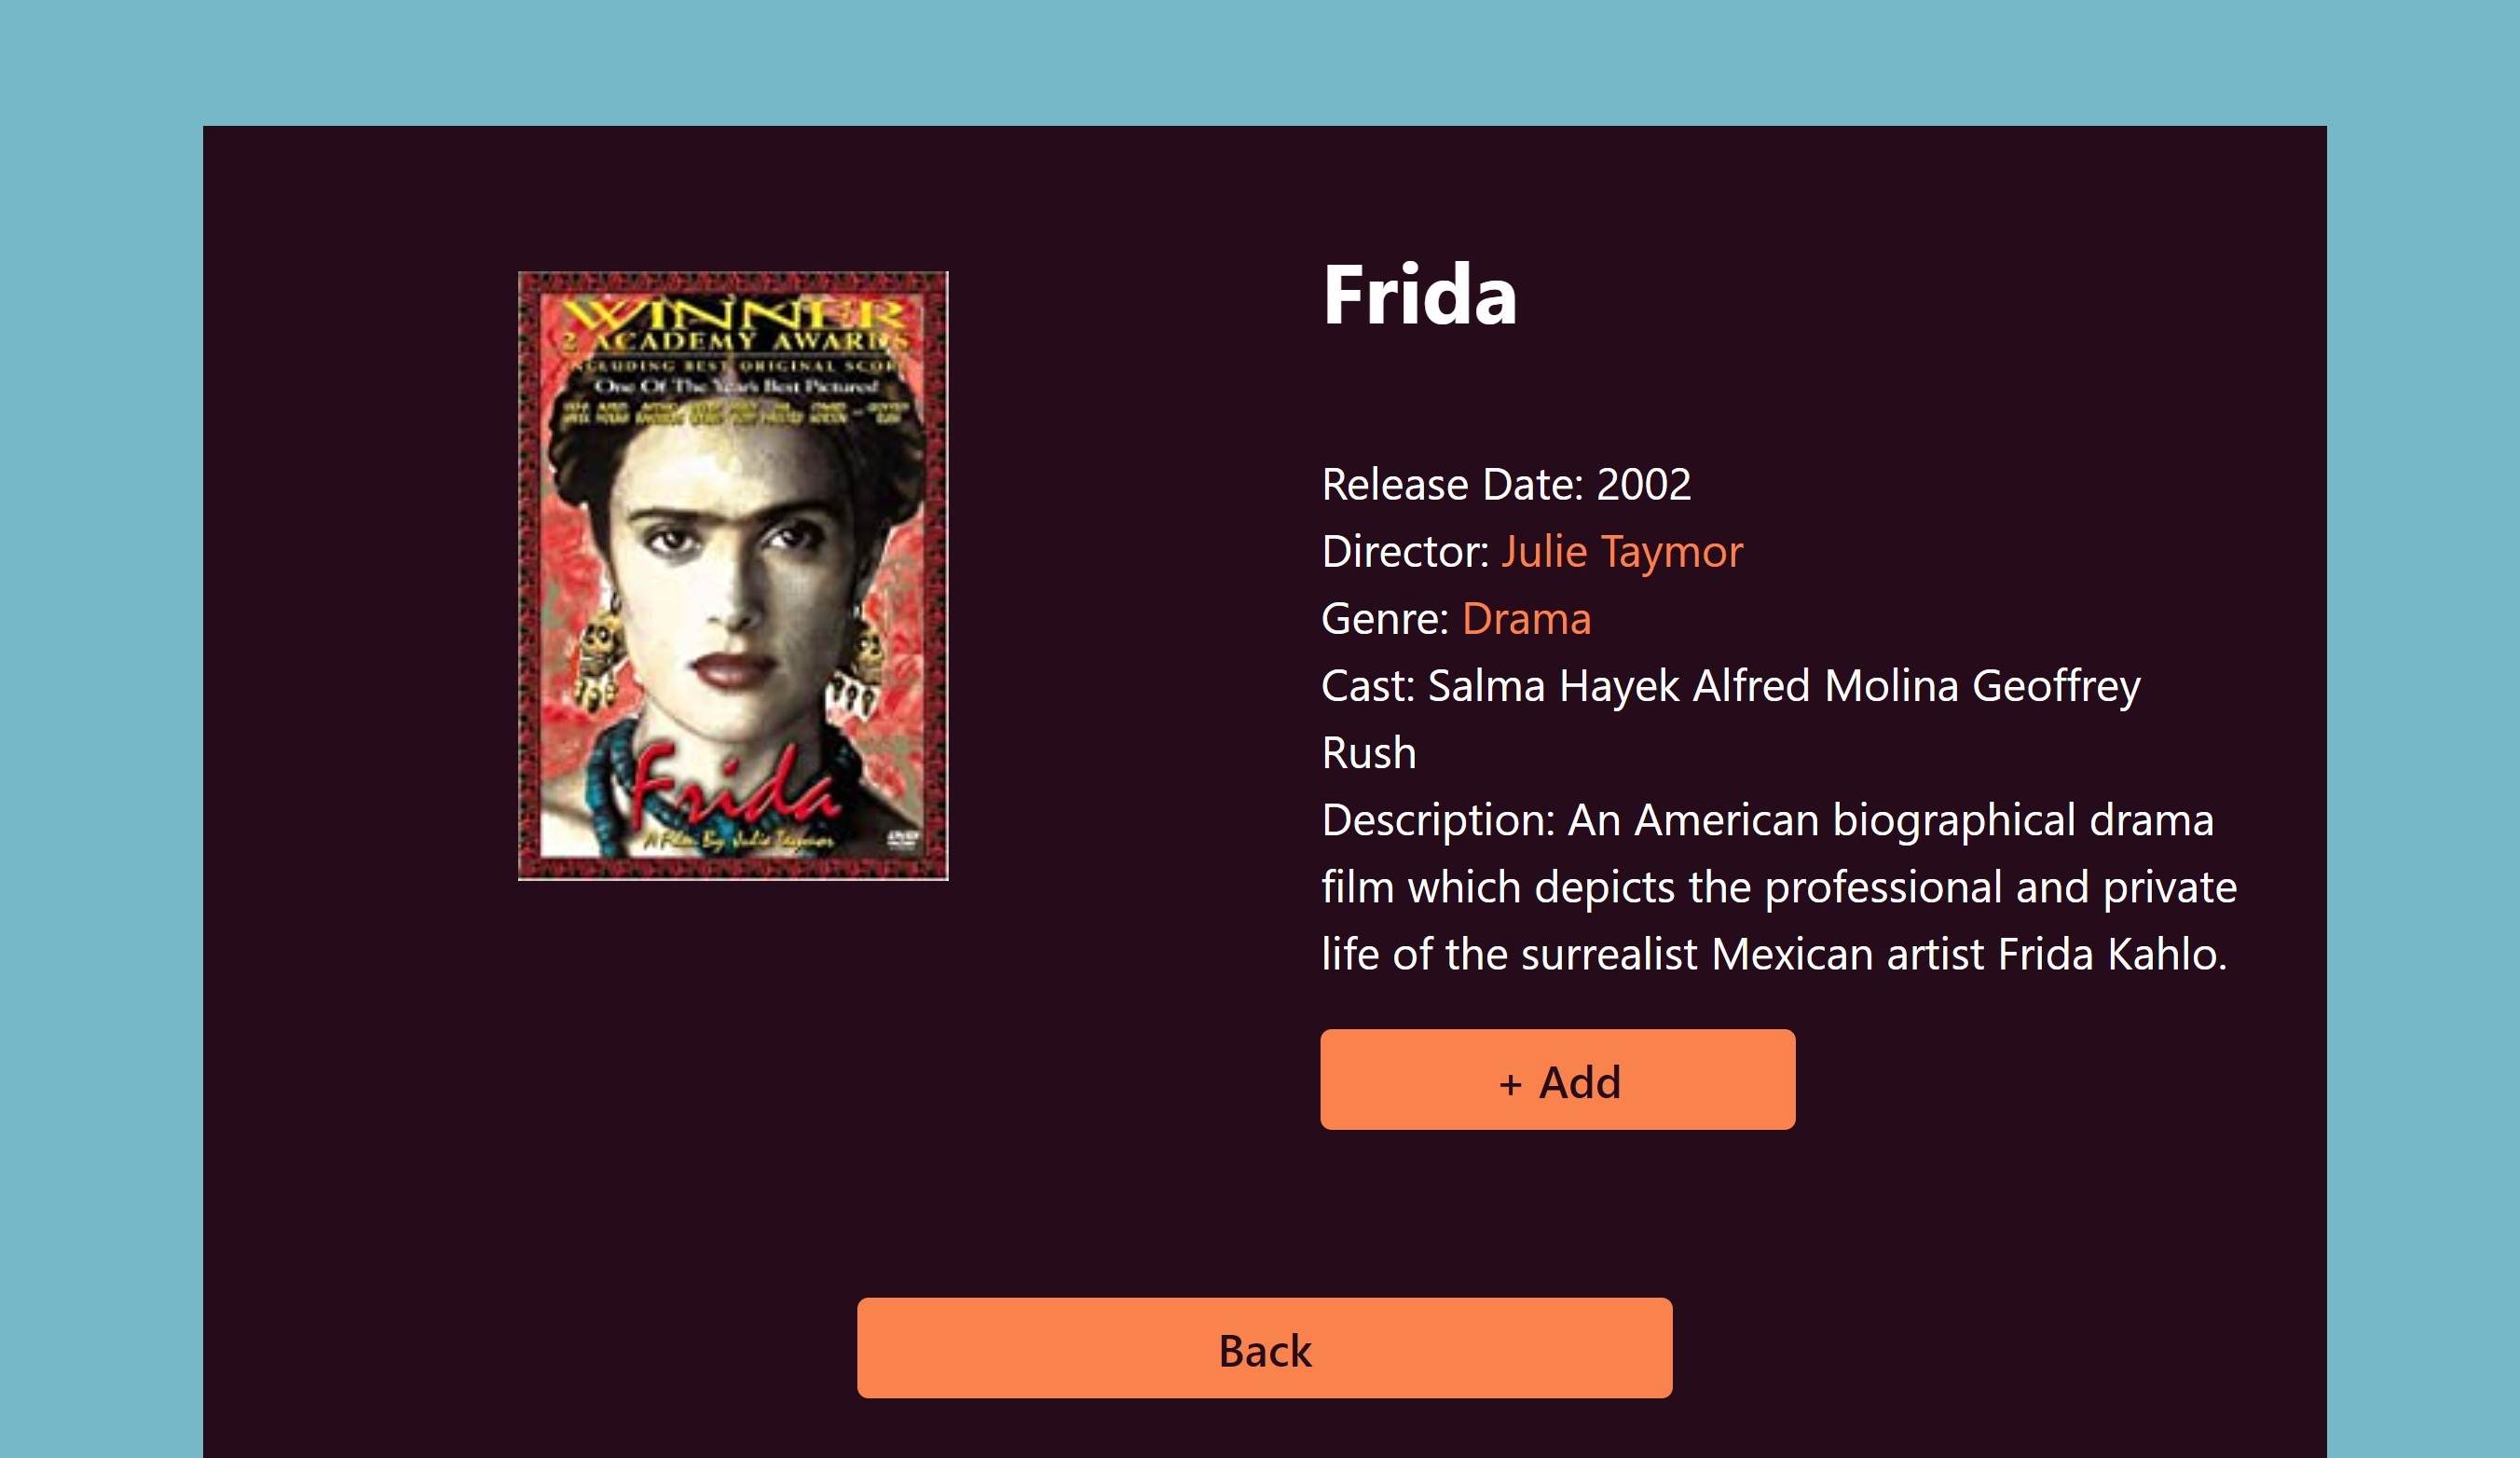 WINNER
2 ACADEMY AWARDS
INCLUDING BEST ORIGINAL SCORE
One Of The Year's Best Pictures!
Frida
A Film By Julie Taymor
Frida
Release Date: 2002
Director: Julie Taymor
Genre: Drama
Cast: Salma Hayek Alfred Molina Geoffrey
Rush
Description: An American biographical drama
film which depicts the professional and private
life of the surrealist Mexican artist Frida Kahlo.
+ Add
Back